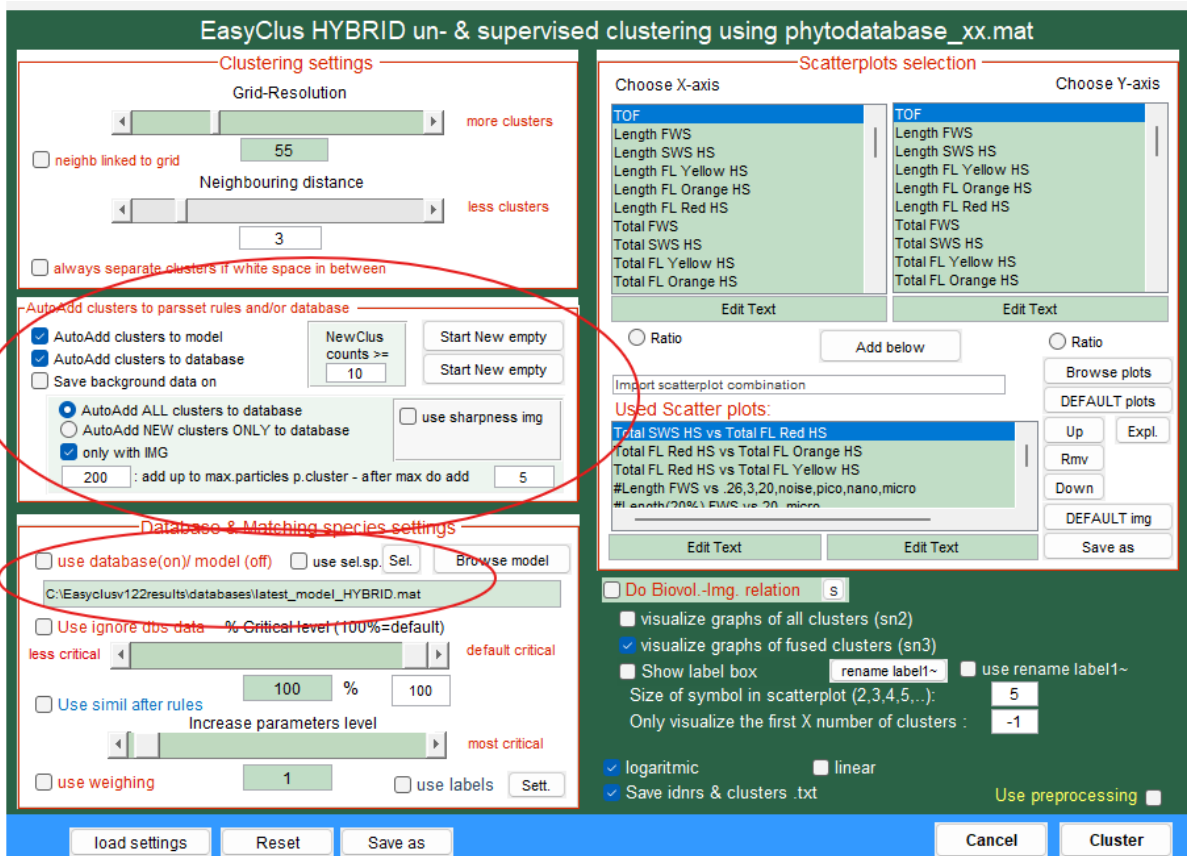 EasyClus HYBRID un- & supervised clustering using phytodatabase_xx.mat
Clustering settings
Grid-Resolution
more clusters
55
neighb linked to grid
Neighbouring distance
less clusters
3
always separate clusters if white space in between
AutoAdd clusters to parsset rules and/or database
AutoAdd clusters to model
AutoAdd clusters to database
Save background data on
NewClus
counts >=
10
Start New empty
Start New empty
AutoAdd ALL clusters to database
AutoAdd NEW clusters ONLY to database
only with IMG
use sharpness img
200 : add up to max.particles p.cluster - after max do add 5
Database & Matching species settings
use database(on)/ model (off) use sel.sp. Sel. Browse model
C:\Easyclusv122results\databases\latest_model_HYBRID.mat
Use ignore dbs data % Critical level (100%=default)
less critical default critical
100 % 100
Use simil after rules
Increase parameters level
most critical
use weighing 1 use labels Sett.
load settings Reset Save as
Scatterplots selection
Choose X-axis
TOF
Length FWS
Length SWS HS
Length FL Yellow HS
Length FL Orange HS
Length FL Red HS
Total FWS
Total SWS HS
Total FL Yellow HS
Total FL Orange HS
Edit Text
Ratio
Choose Y-axis
TOF
Length FWS
Length SWS HS
Length FL Yellow HS
Length FL Orange HS
Length FL Red HS
Total FWS
Total SWS HS
Total FL Yellow HS
Total FL Orange HS
Edit Text
Ratio
Add below
Import scatterplot combination
Used Scatter plots:
Total SWS HS vs Total FL Red HS
Total FL Red HS vs Total FL Orange HS
Total FL Red HS vs Total FL Yellow HS
#Length FWS vs .26,3,20,noise,pico,nano,micro
#Length(20%) FWS vs 20, micro
Edit Text Edit Text
Browse plots
DEFAULT plots
Up Expl.
Rmv
Down
DEFAULT img
Save as
Do Biovol.-Img. relation s
visualize graphs of all clusters (sn2)
visualize graphs of fused clusters (sn3)
Show label box rename label1~ use rename label1~
Size of symbol in scatterplot (2,3,4,5,..): 5
Only visualize the first X number of clusters : -1
logaritmic linear
Save idnrs & clusters .txt
Use preprocessing
Cancel Cluster